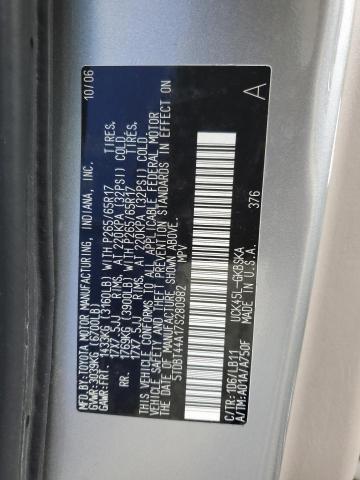 MFD.BY:TOYOTA MOTOR MANUFACTURING, INDIANA, INC. 10/06
GVWR:3039KG (6700LB)
GAWR:FRT. 1433KG (3160LB) WITH P265/65R17 TIRES,
17X7.5JJ RIMS, AT 220KPA (32PSI) COLD
RR. 1769KG (3900LB) WITH P265/65R17 TIRES,
17X7.5JJ RIMS, AT 220KPA (32PSI) COLD
THIS VEHICLE CONFORMS TO ALL APPLICABLE FEDERAL MOTOR
VEHICLE SAFETY AND THEFT PREVENTION STANDARDS IN EFFECT
ON THE DATE OF MANUFACTURE SHOWN ABOVE.
5TDBT44A17S280982 MPV
C/TR:1D6/LB11 UCK45L-GKBSKA
A/TM:A01A/A750F MADE IN U.S.A.
376
A